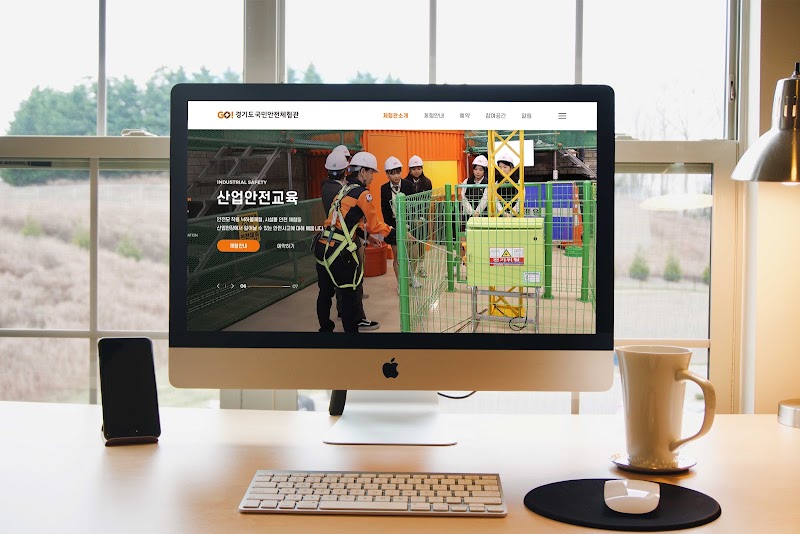 GO! 경기도 국민안전체험관
체험관소개 체험안내 예약 참여공간 알림
INDUSTRIAL SAFETY
산업안전교육
체험안내 예약하기
06 07